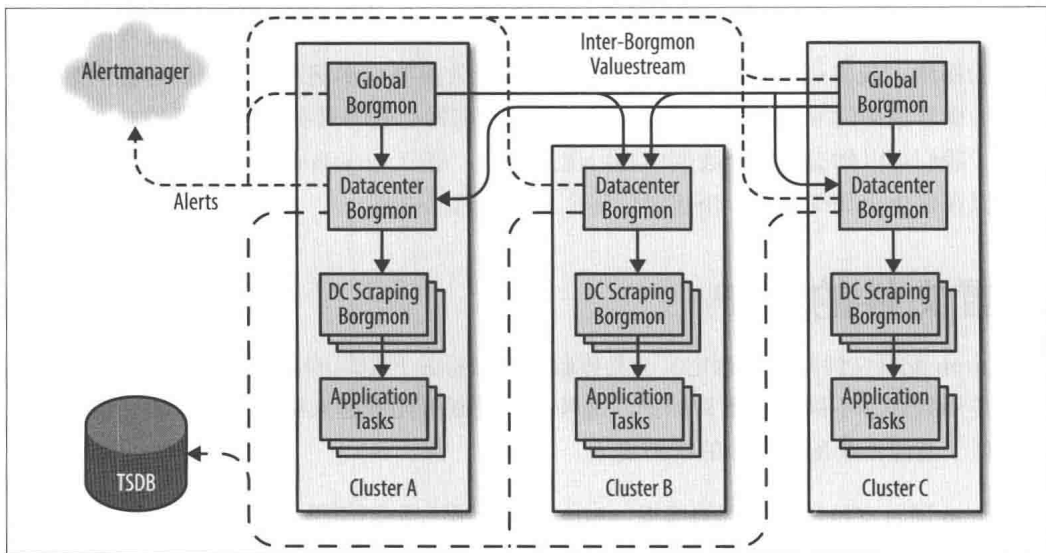 Alertmanager
Inter-Borgmon
Valuestream
Global
Borgmon
Global
Borgmon
Datacenter
Borgmon
Datacenter
Borgmon
Datacenter
Borgmon
Alerts
DC Scraping
Borgmon
DC Scraping
Borgmon
DC Scraping
Borgmon
Application
Tasks
Application
Tasks
Application
Tasks
TSDB
Cluster A
Cluster B
Cluster C